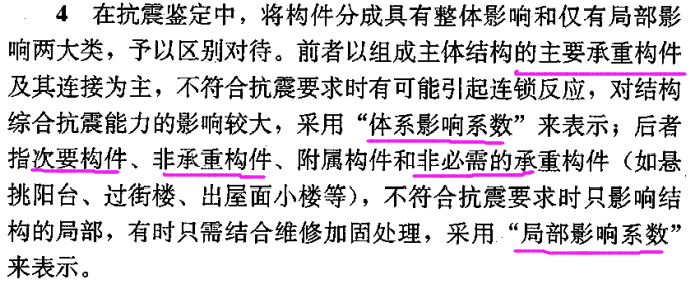 4 在抗震鉴定中，将构件分成具有整体影响和仅有局部影
响两大类，予以区别对待。前者以组成主体结构的主要承重构件
及其连接为主，不符合抗震要求时有可能引起连锁反应，对结构
综合抗震能力的影响较大，采用“体系影响系数”来表示；后者
指次要构件、非承重构件、附属构件和非必需的承重构件（如悬
挑阳台、过街楼、出屋面小楼等），不符合抗震要求时只影响结
构的局部，有时只需结合维修加固处理，采用“局部影响系数”
来表示。